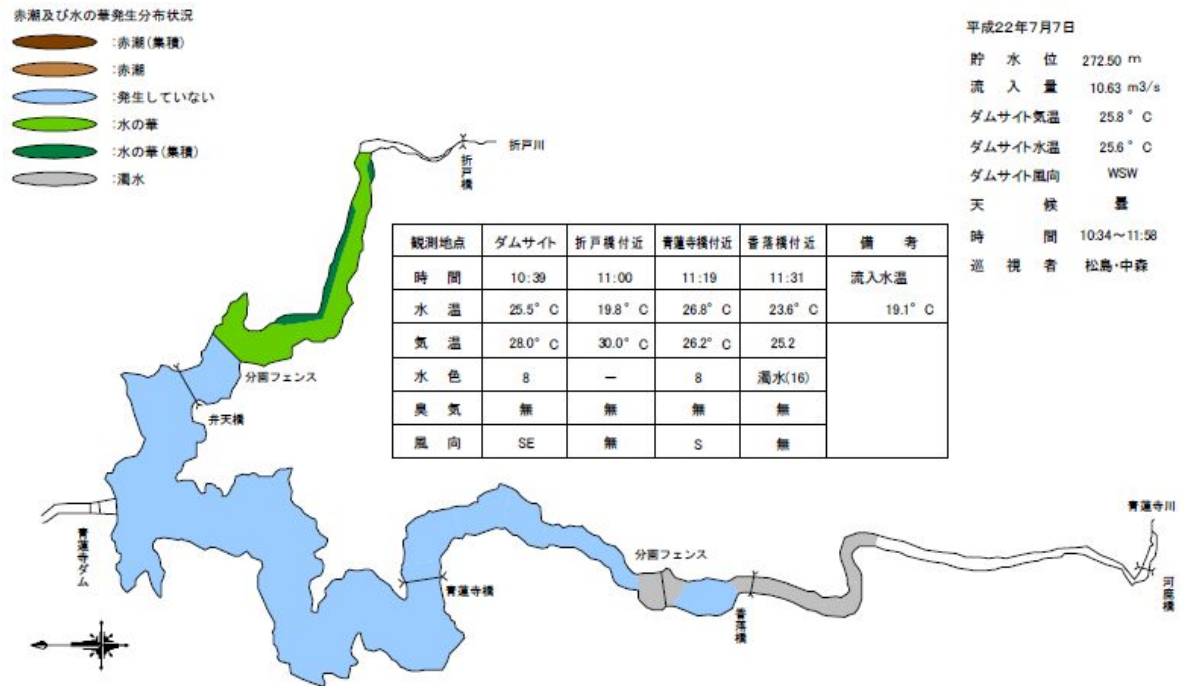 赤潮及び水の華発生分布状況
:赤潮(集積)
:赤潮
:発生していない
:水の華
:水の華(集積)
:濁水
平成22年7月7日
貯水位 272.50 m
流入量 10.63 m3/s
ダムサイト気温 25.8°C
ダムサイト水温 25.6°C
ダムサイト風向 WSW
天候 曇
時間 10:34~11:58
巡視者 松島・中森
折戸川
折戸橋
観測地点 ダムサイト 折戸橋付近 青蓮寺橋付近 香落橋付近 備考
時間 10:39 11:00 11:19 11:31 流入水温
水温 25.5°C 19.8°C 26.8°C 23.6°C 19.1°C
気温 28.0°C 30.0°C 26.2°C 25.2
水色 8 － 8 濁水(16)
臭気 無 無 無 無
風向 SE 無 S 無
分画フェンス
弁天橋
青蓮寺ダム
青蓮寺橋
分画フェンス
香落橋
青蓮寺川
河鹿橋